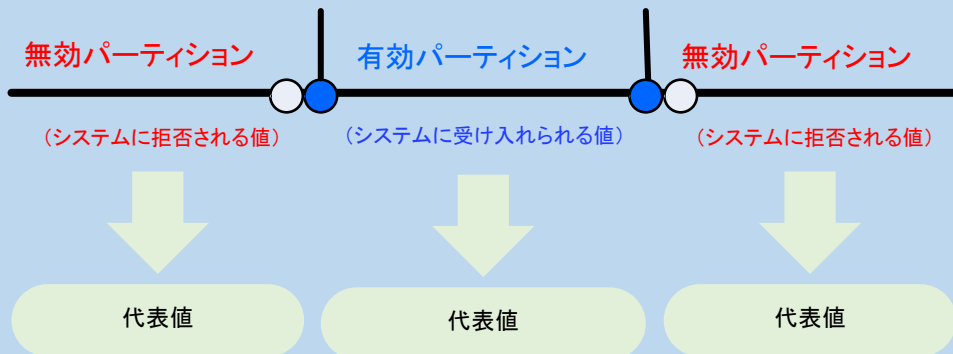 無効パーティション
有効パーティション
無効パーティション
（システムに拒否される値）
（システムに受け入れられる値）
（システムに拒否される値）
代表値
代表値
代表値